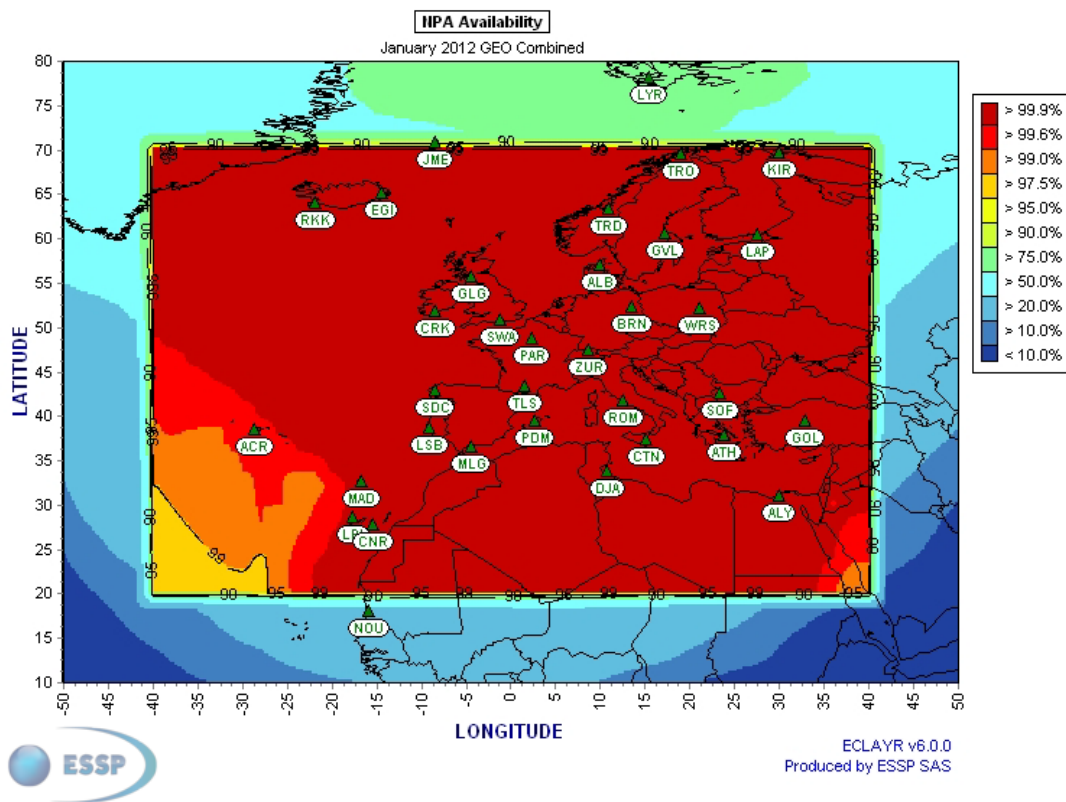 NPA Availability
January 2012 GEO Combined
LATITUDE
80
75
70
65
60
55
50
45
40
35
30
25
20
15
10
-50
-45
-40
-35
-30
-25
-20
-15
-10
-5
0
5
10
15
20
25
30
35
40
45
50
LONGITUDE
LYR
JME
TRO
KIR
EGI
RKK
TRD
GVL
LAP
ALB
GLG
CRK
SWA
BRN
WRS
PAR
ZUR
SDC
TLS
ROM
SOF
ACR
LSB
PDM
GOL
MLG
CTN
ATH
MAD
DJA
ALY
CNR
NOU
> 99.9%
> 99.6%
> 99.0%
> 97.5%
> 95.0%
> 90.0%
> 75.0%
> 50.0%
> 20.0%
> 10.0%
< 10.0%
ESSP
ECLAYR v6.0.0
Produced by ESSP SAS